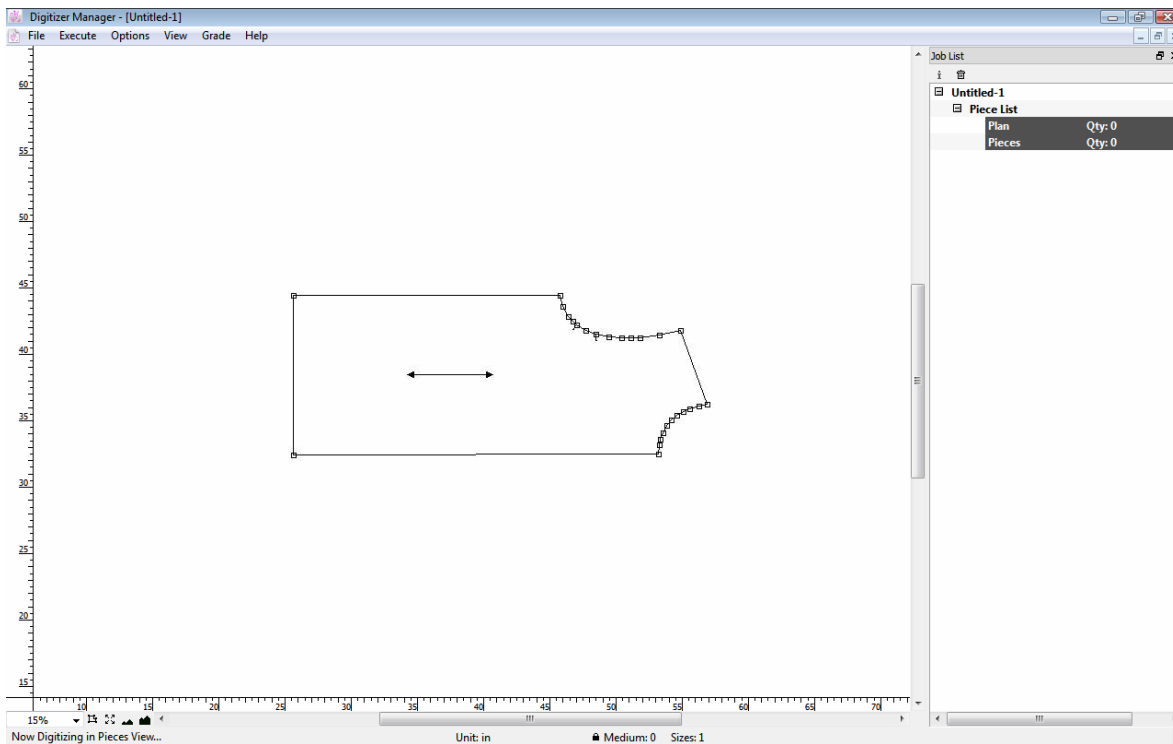 Digitizer Manager - [Untitled-1]
File Execute Options View Grade Help
Job List
i
Untitled-1
Piece List
Plan Qty: 0
Pieces Qty: 0
60
55
50
45
40
35
30
25
20
15
10 15 20 25 30 35 40 45 50 55 60 65 70
15%
Now Digitizing in Pieces View... Unit: in Medium: 0 Sizes: 1